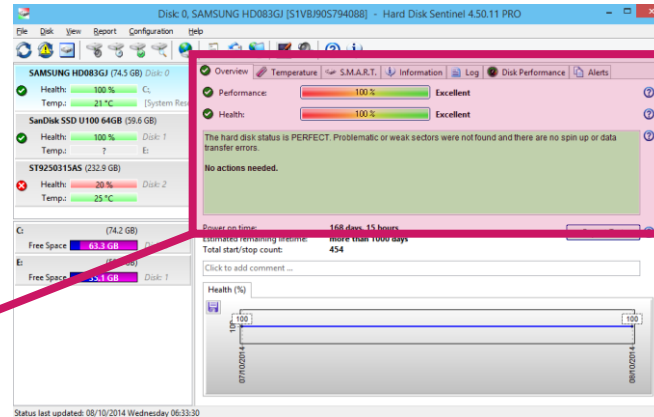 Disk: 0, SAMSUNG HD083GJ [S1VBJ90S794088] - Hard Disk Sentinel 4.50.11 PRO
File Disk View Report Configuration Help
SAMSUNG HD083GJ (74.5 GB) Disk: 0
Health: 100 % C:,
Temp.: 21 °C [System Rese
SanDisk SSD U100 64GB (59.6 GB)
Health: 100 % Disk: 1
Temp.: ? E:
ST9250315AS (232.9 GB)
Health: 20 % Disk: 2
Temp.: 25 °C
C: (74.2 GB)
Free Space 63.3 GB
E:
Free Space Disk: 1
Overview Temperature S.M.A.R.T. Information Log Disk Performance Alerts
Performance: 100 % Excellent
Health: 100 % Excellent
The hard disk status is PERFECT. Problematic or weak sectors were not found and there are no spin up or data
transfer errors.
No actions needed.
Power on time: 168 days, 15 hours
Estimated remaining lifetime: more than 1000 days
Total start/stop count: 454
Click to add comment ...
Health (%)
100 100
100
07/10/2014 08/10/2014
Status last updated: 08/10/2014 Wednesday 06:33:30